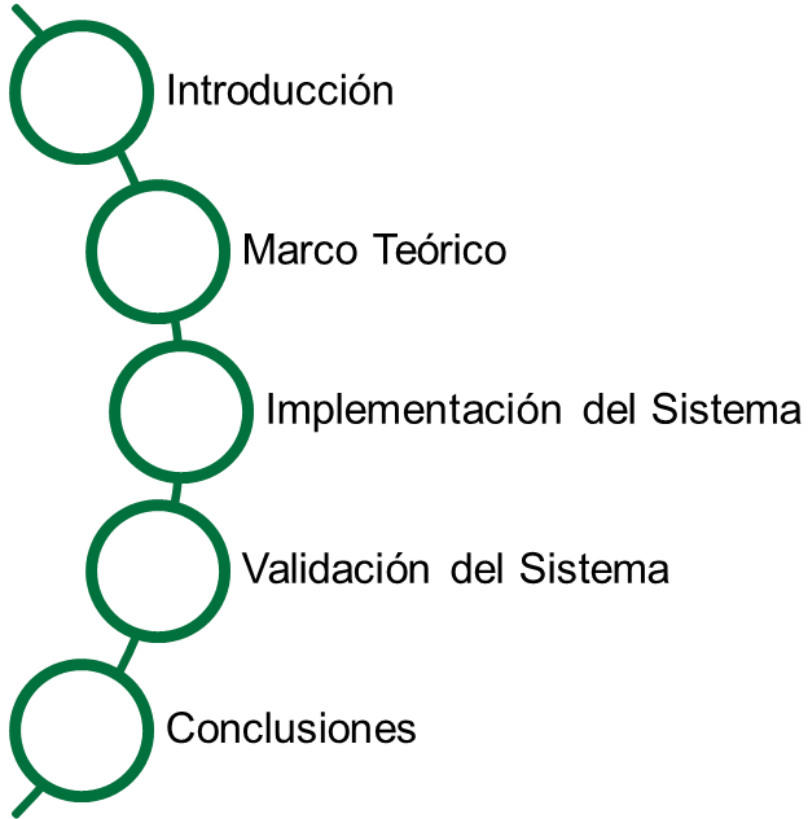 Introducción
Marco Teórico
Implementación del Sistema
Validación del Sistema
Conclusiones